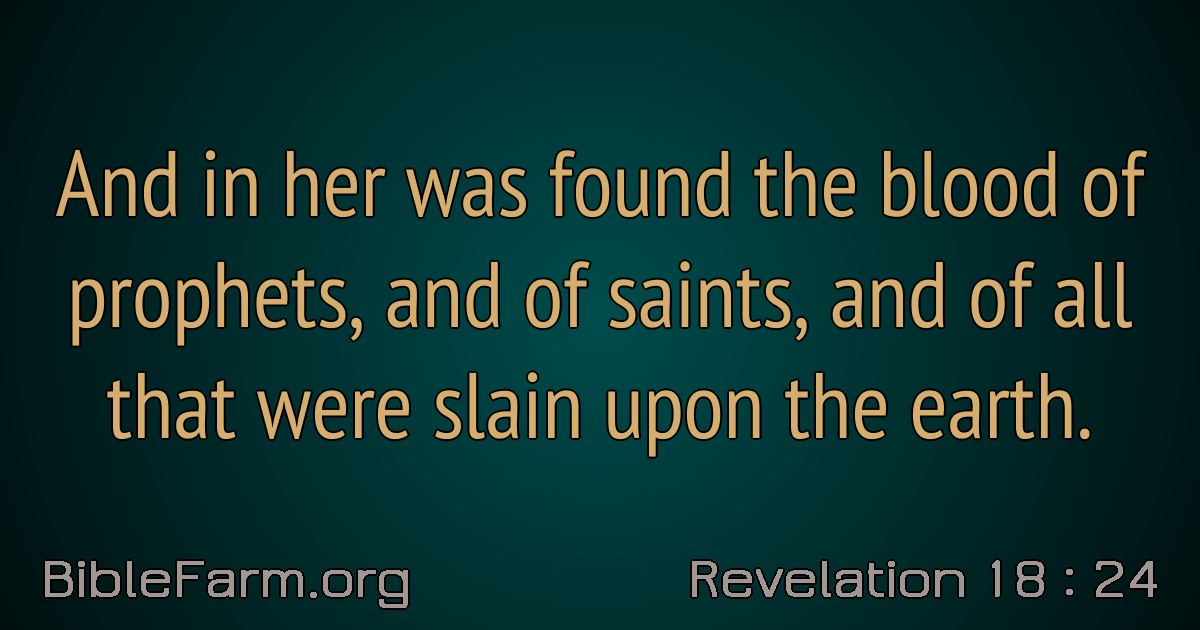 And in her was found the blood of
prophets, and of saints, and of all
that were slain upon the earth.
BibleFarm.org
Revelation 18 : 24